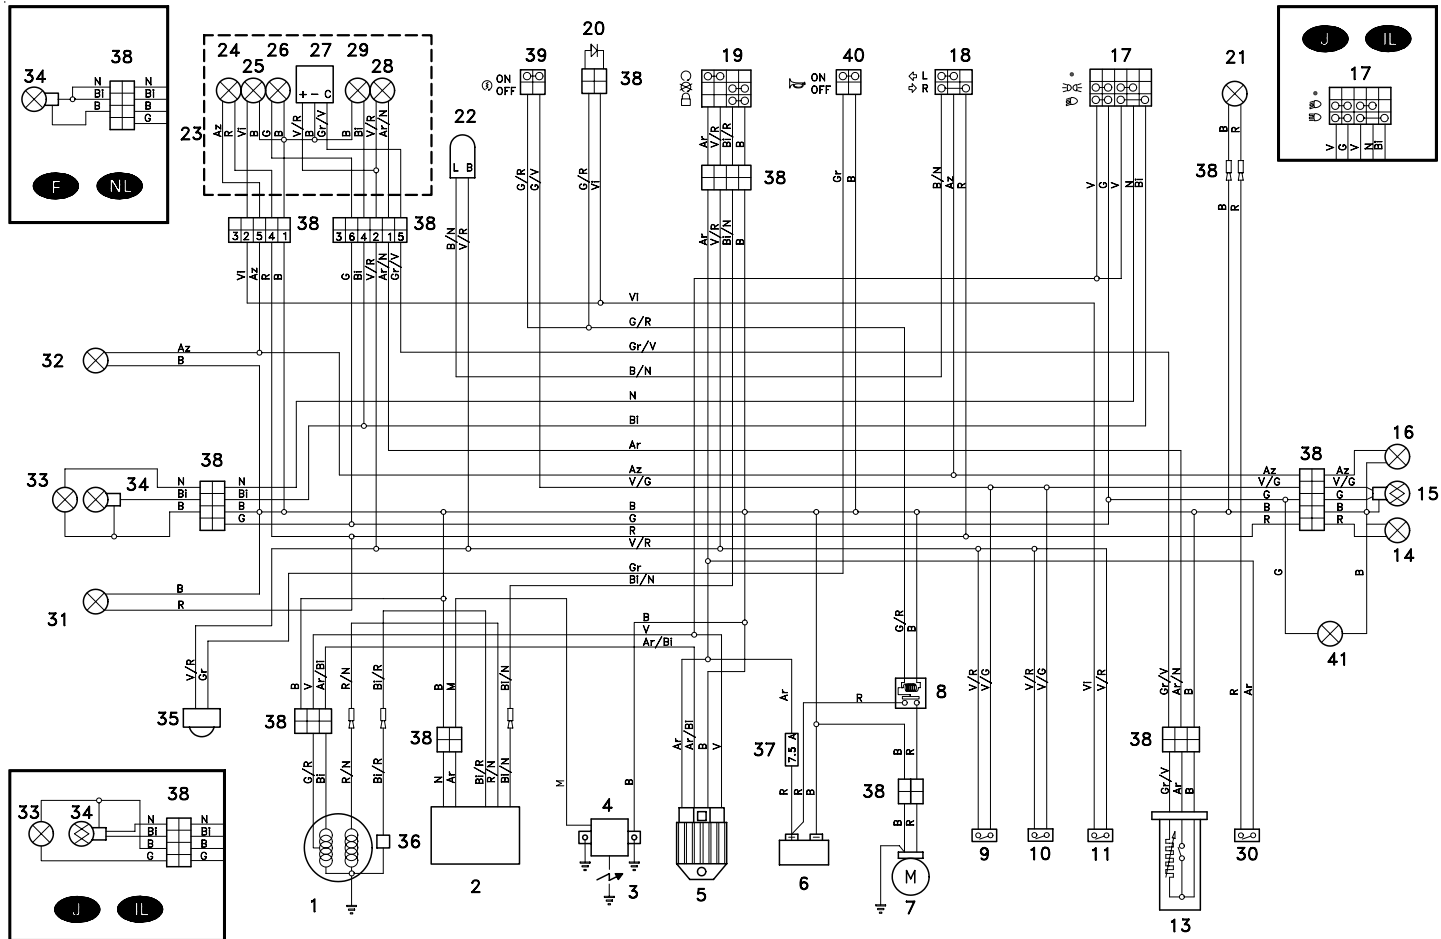 34
38
N
Bi
B
N
Bi
B
G
F
NL
24
25
26
27
29
28
+ - C
23
Az
R
Vi
B
G
B
V/R
B
Gr/V
B
Bi
V/R
Ar/N
3 2 5 4 1
38
3 6 4 2 1 5
38
Vi
Az
R
B
G
Bi
V/R
Ar/N
Gr/V
22
L B
B/N
V/R
39
ON
OFF
G/R
G/V
20
38
G/R
Vi
19
Ar
V/R
Bi/R
B
38
Ar
V/R
Bi/N
B
40
ON
OFF
Gr
B
18
L
R
B/N
Az
R
17
V
G
V
N
Bi
21
B
R
38
B
R
J
IL
17
V
G
V
N
Bi
Vi
G/R
Gr/V
B/N
N
Bi
Ar
Az
V/G
B
G
R
V/R
Gr
Bi/N
B
V
Ar/Bi
32
Az
B
33
34
38
N
Bi
B
N
Bi
B
G
31
B
R
35
V/R
Gr
38
Az
V/G
G
B
R
Az
V/G
G
B
R
16
15
14
G
B
41
B
V
Ar/Bi
R/N
Bi/R
38
G/R
Bi
R/N
Bi/R
36
1
B
M
Bi/N
38
N
Ar
Bi/R
R/N
Bi/N
2
M
B
4
3
Ar
Ar/Bi
B
V
5
Ar
37
7.5 A
R
R
B
6
G/R
B
R
8
B
R
38
B
R
M
7
V/R
V/G
9
V/R
V/G
10
Vi
V/R
11
Gr/V
Ar/N
B
38
Gr/V
Ar
B
13
R
Ar
30
33
34
38
N
Bi
B
G
N
Bi
B
G
J
IL